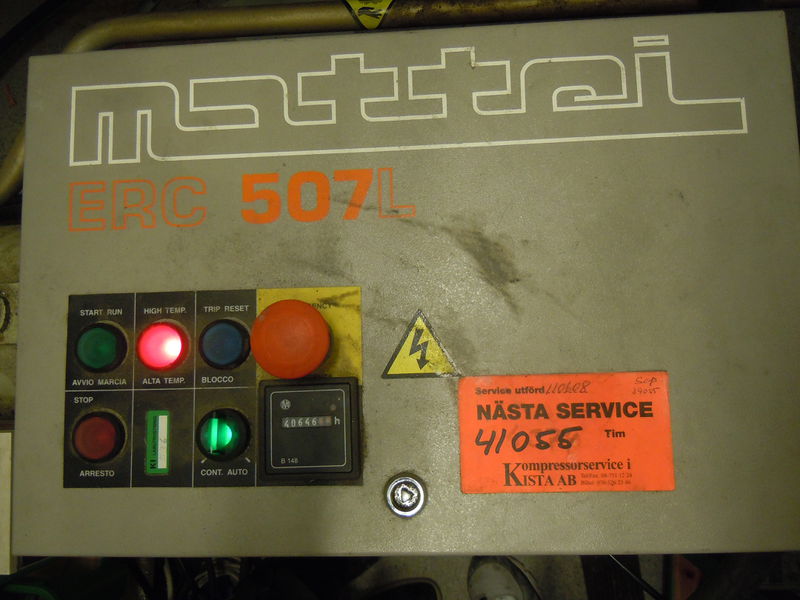 mattei
ERC 507L
START RUN
HIGH TEMP.
TRIP RESET
AVVIO MARCIA
ALTA TEMP.
BLOCCO
STOP
ARRESTO
CONT. AUTO
40646
h
B 148
Service utförd 110608
NÄSTA SERVICE
41055 Tim
Kompressorservice i
KISTA AB